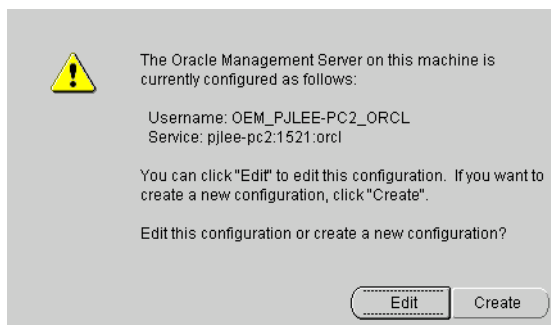 The Oracle Management Server on this machine is
currently configured as follows:
Username: OEM_PJLEE-PC2_ORCL
Service: pjlee-pc2:1521:orcl
You can click "Edit" to edit this configuration. If you want to
create a new configuration, click "Create".
Edit this configuration or create a new configuration?
Edit Create